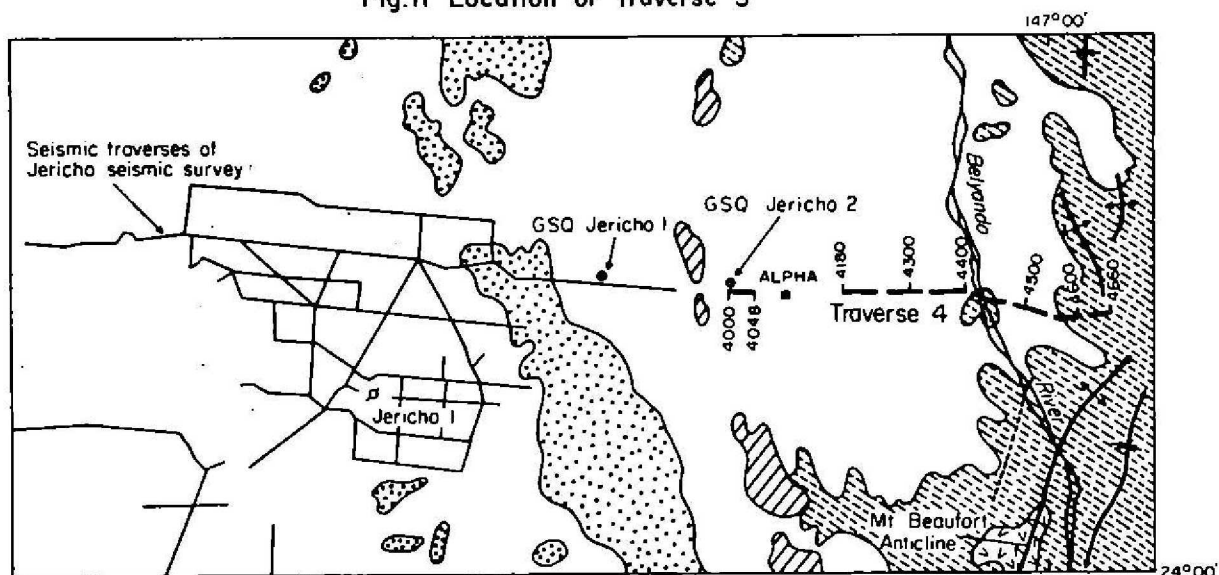 Fig.11 Location of Traverse 3
147°00'
Seismic traverses of
Jericho seismic survey
GSQ Jericho 1
GSQ Jericho 2
ALPHA
4000
4048
4180
4300
4400
4500
4600
4660
Traverse 4
Belyando
River
Jericho 1
Mt Beaufort
Anticline
24°00'